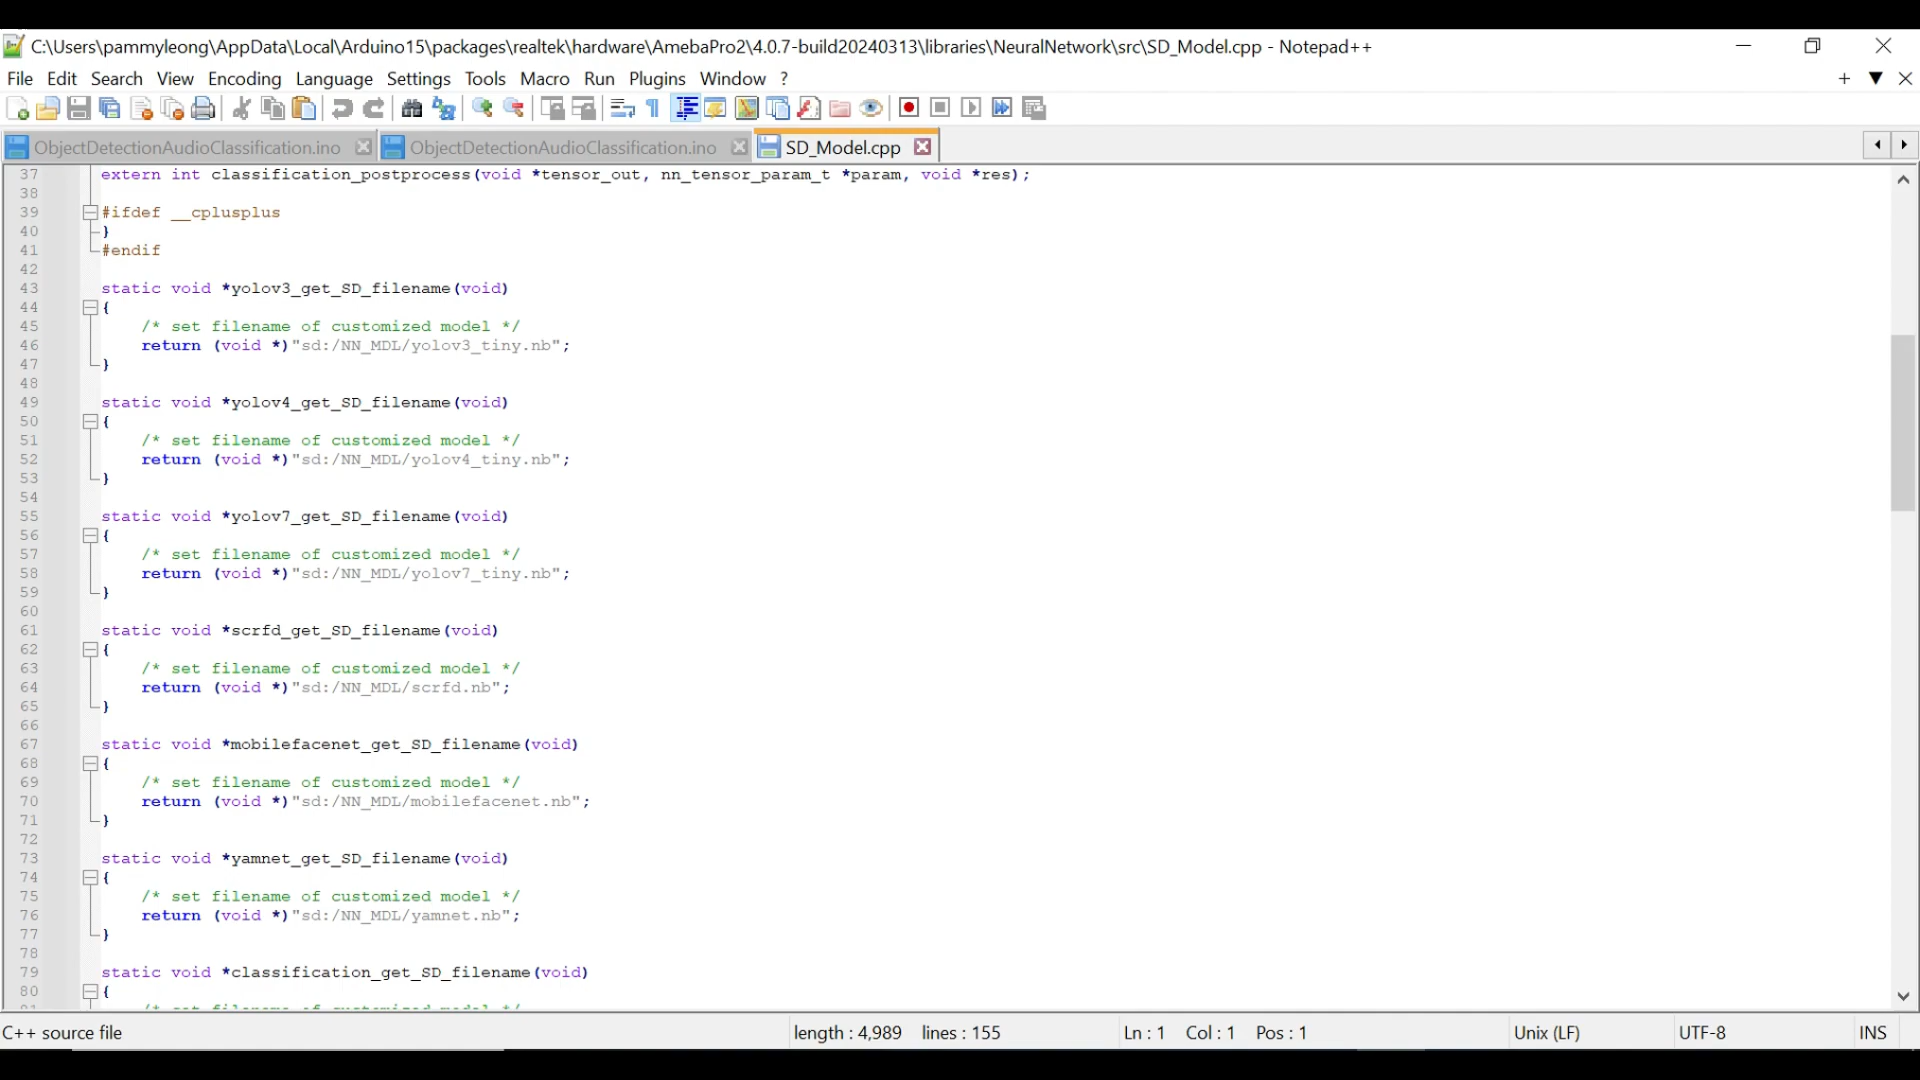 C:\Users\pammyleong\AppData\Local\Arduino15\packages\realtek\hardware\AmebaPro2\4.0.7-build20240313\libraries\NeuralNetwork\src\SD_Model.cpp - Notepad++
File Edit Search View Encoding Language Settings Tools Macro Run Plugins Window ?
ObjectDetectionAudioClassification.ino ObjectDetectionAudioClassification.ino SD_Model.cpp
37 extern int classification_postprocess(void *tensor_out, nn_tensor_param_t *param, void *res);
38
39 #ifdef __cplusplus
40 }
41 #endif
42
43 static void *yolov3_get_SD_filename(void)
44 {
45 /* set filename of customized model */
46 return (void *)"sd:/NN_MDL/yolov3_tiny.nb";
47 }
48
49 static void *yolov4_get_SD_filename(void)
50 {
51 /* set filename of customized model */
52 return (void *)"sd:/NN_MDL/yolov4_tiny.nb";
53 }
54
55 static void *yolov7_get_SD_filename(void)
56 {
57 /* set filename of customized model */
58 return (void *)"sd:/NN_MDL/yolov7_tiny.nb";
59 }
60
61 static void *scrfd_get_SD_filename(void)
62 {
63 /* set filename of customized model */
64 return (void *)"sd:/NN_MDL/scrfd.nb";
65 }
66
67 static void *mobilefacenet_get_SD_filename(void)
68 {
69 /* set filename of customized model */
70 return (void *)"sd:/NN_MDL/mobilefacenet.nb";
71 }
72
73 static void *yamnet_get_SD_filename(void)
74 {
75 /* set filename of customized model */
76 return (void *)"sd:/NN_MDL/yamnet.nb";
77 }
78
79 static void *classification_get_SD_filename(void)
80 {
C++ source file length : 4,989 lines : 155 Ln : 1 Col : 1 Pos : 1 Unix (LF) UTF-8 INS